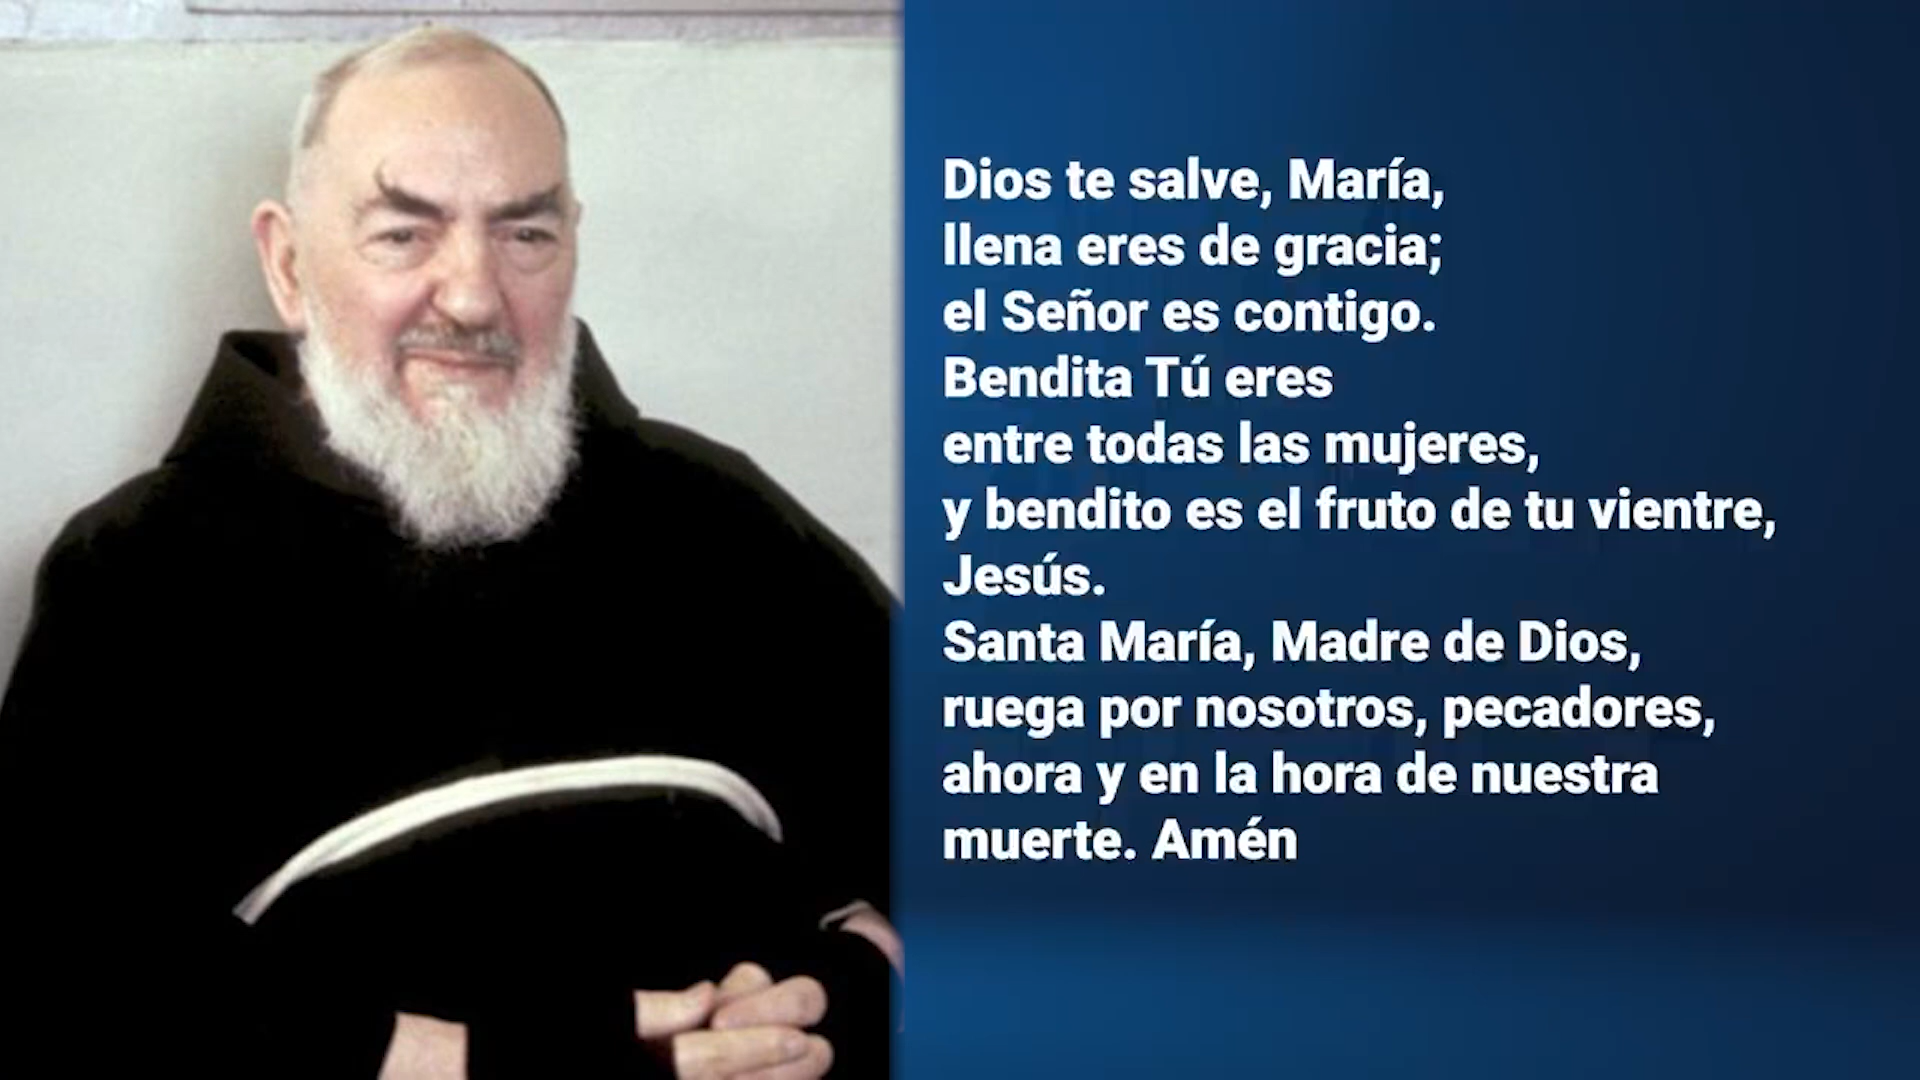 Dios te salve, María,
llena eres de gracia;
el Señor es contigo.
Bendita Tú eres
entre todas las mujeres,
y bendito es el fruto de tu vientre,
Jesús.
Santa María, Madre de Dios,
ruega por nosotros, pecadores,
ahora y en la hora de nuestra
muerte. Amén